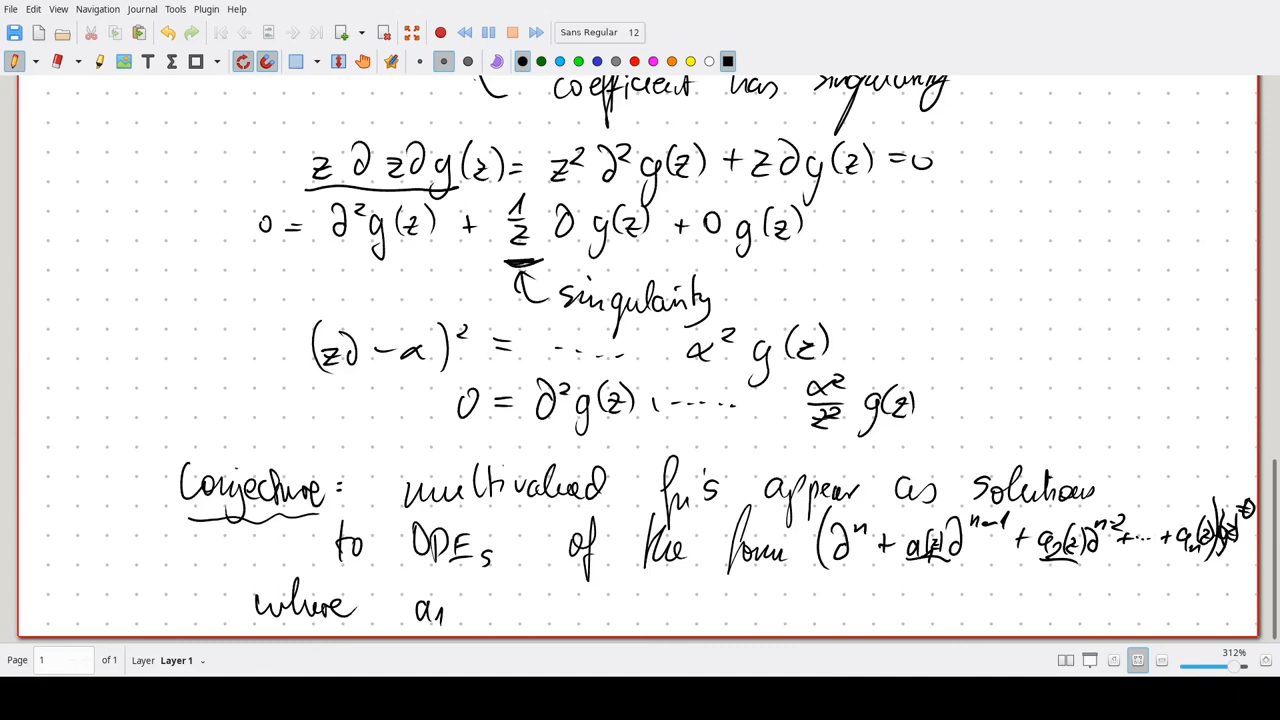 File Edit View Navigation Journal Tools Plugin Help
Sans Regular 12
coefficient has singularity
z ∂ z ∂ g(z) = z² ∂² g(z) + z ∂ g(z) = 0
0 = ∂² g(z) + 1/z ∂ g(z) + 0 g(z)
singularity
(z∂ - α)² = ..... α² g(z)
0 = ∂² g(z) ...... α²/z² g(z)
Conjecture: multivalued fn's appear as solutions
to ODEs of the form (∂ⁿ + a₁(z)∂ⁿ⁻¹ + a₂(z)∂ⁿ⁻² + ... + aₙ(z))f(z)=0
where a₁
Page 1 of 1 Layer Layer 1 312%